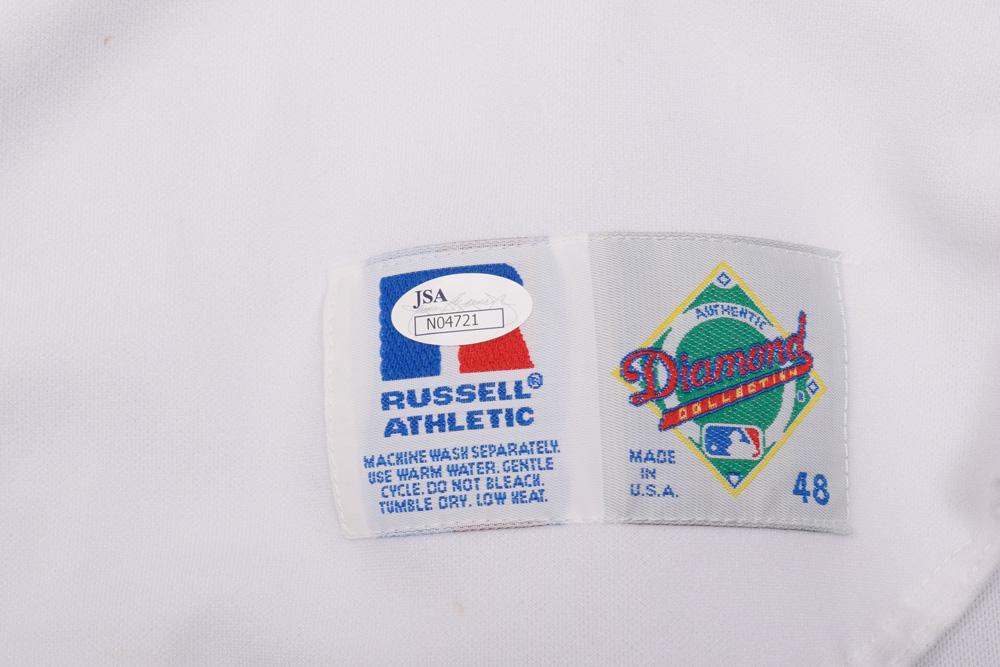 JSA
N04721
RUSSELL®
ATHLETIC
MACHINE WASH SEPARATELY.
USE WARM WATER. GENTLE
CYCLE. DO NOT BLEACH.
TUMBLE DRY. LOW HEAT.
AUTHENTIC
Diamond
COLLECTION
®
MADE
IN
U.S.A.
48